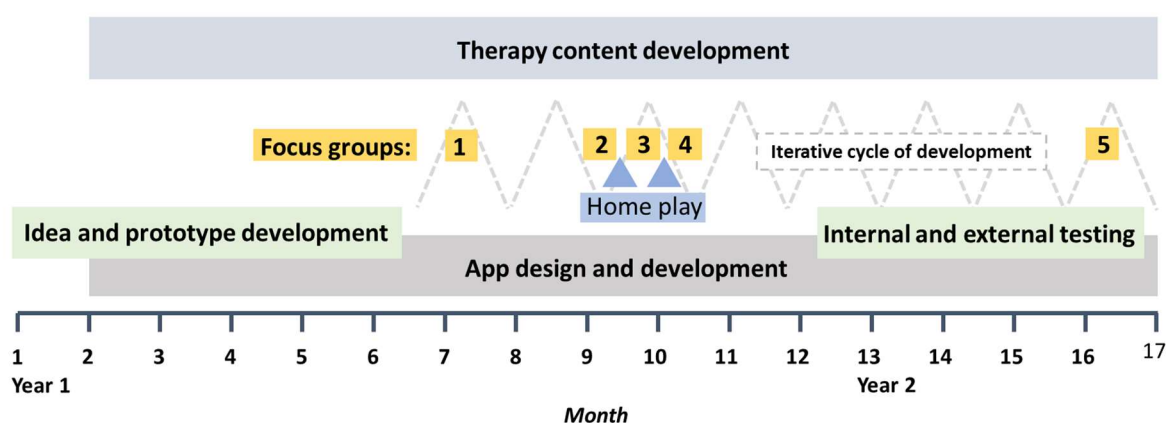 Therapy content development
Focus groups: 1 2 3 4 5
Iterative cycle of development
Home play
Idea and prototype development
Internal and external testing
App design and development
1 2 3 4 5 6 7 8 9 10 11 12 13 14 15 16 17
Year 1 Year 2
Month